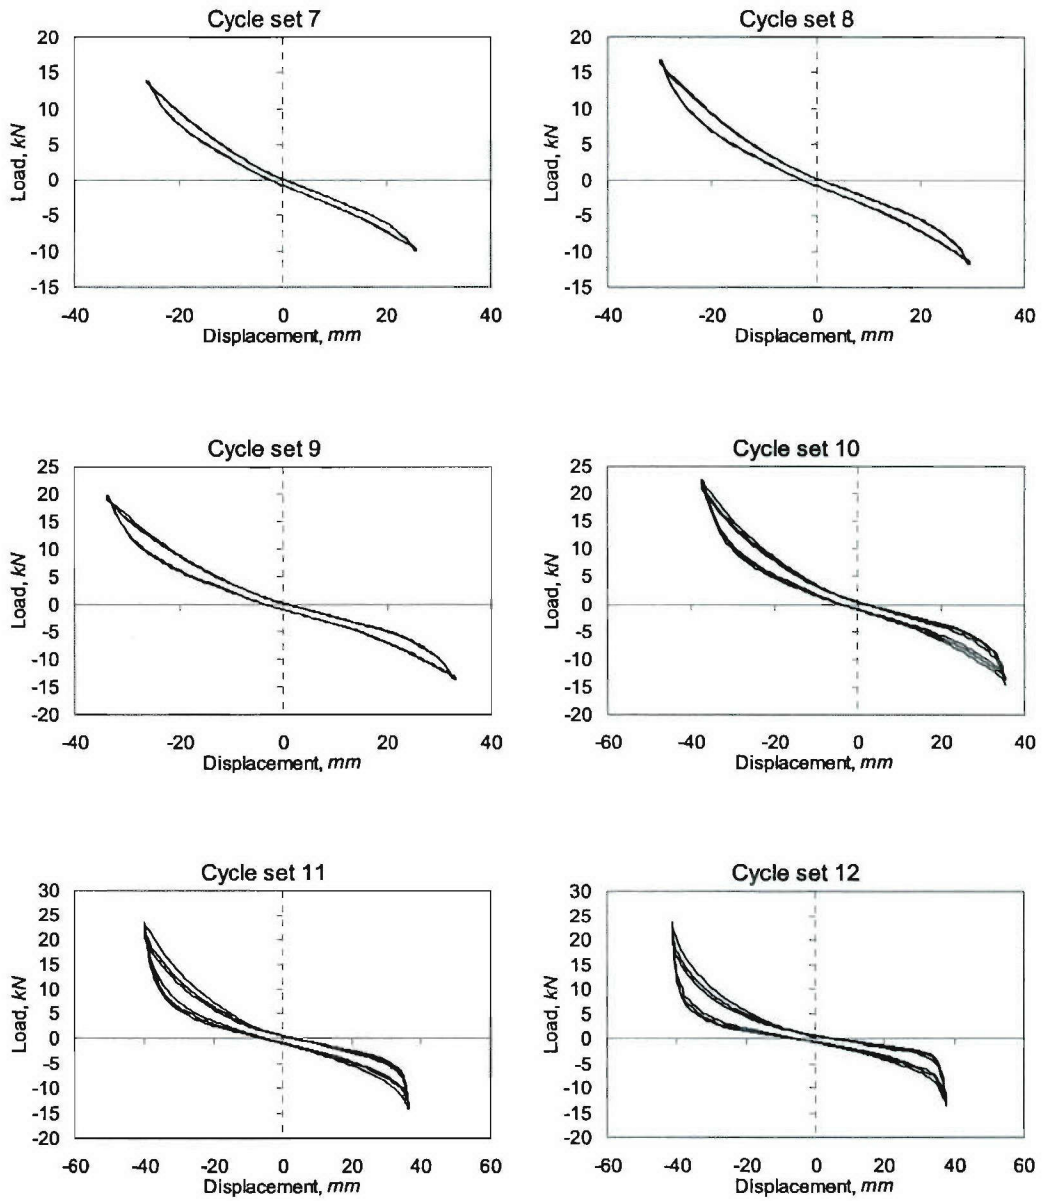 Cycle set 7
20
15
10
5
0
-5
-10
-15
Load, kN
-40 -20 0 20 40
Displacement, mm
Cycle set 8
20
15
10
5
0
-5
-10
-15
Load, kN
-40 -20 0 20 40
Displacement, mm
Cycle set 9
25
20
15
10
5
0
-5
-10
-15
-20
Load, kN
-40 -20 0 20 40
Displacement, mm
Cycle set 10
25
20
15
10
5
0
-5
-10
-15
-20
Load, kN
-60 -40 -20 0 20 40
Displacement, mm
Cycle set 11
30
25
20
15
10
5
0
-5
-10
-15
-20
Load, kN
-60 -40 -20 0 20 40 60
Displacement, mm
Cycle set 12
30
25
20
15
10
5
0
-5
-10
-15
-20
Load, kN
-60 -40 -20 0 20 40 60
Displacement, mm